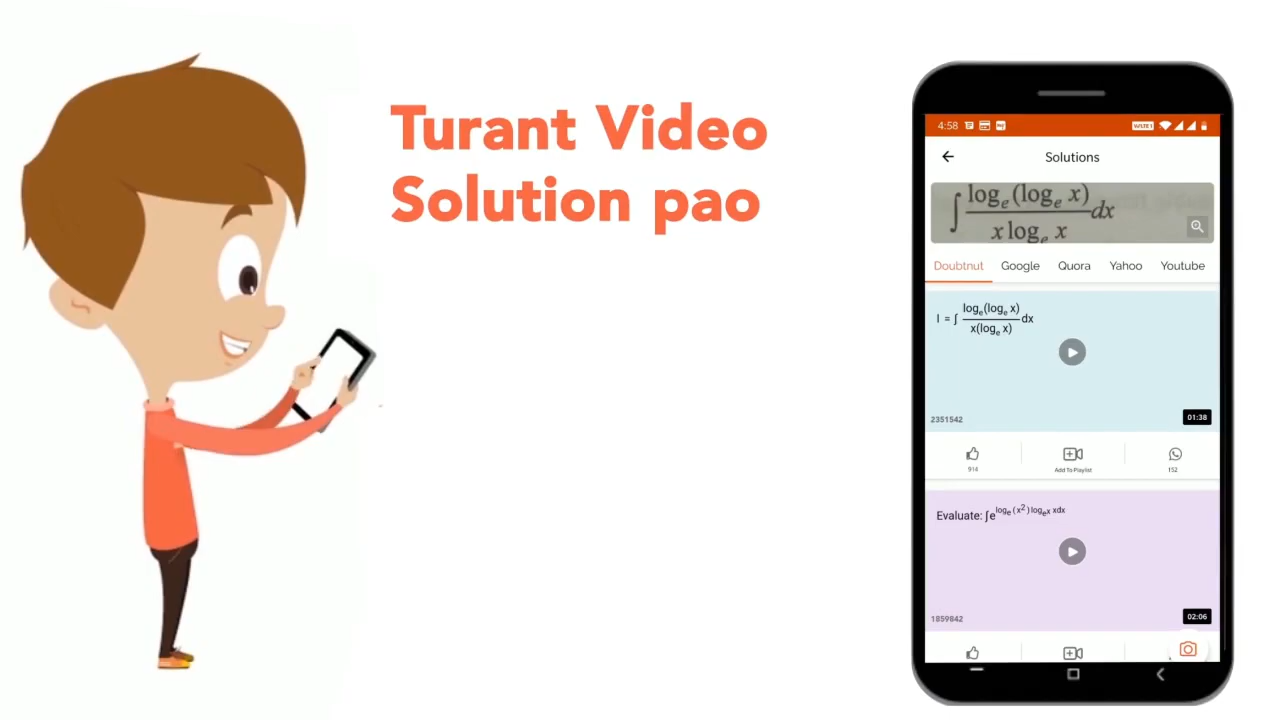 Turant Video
Solution pao
4:58
Solutions
∫ logₑ(logₑ x) / x logₑ x dx
Doubtnut Google Quora Yahoo Youtube
I = ∫ logₑ(logₑ x) / x(logₑ x) dx
2351542 01:38
914 Add To Playlist 152
Evaluate: ∫e^logₑ(x²)logₑx xdx
1859842 02:06